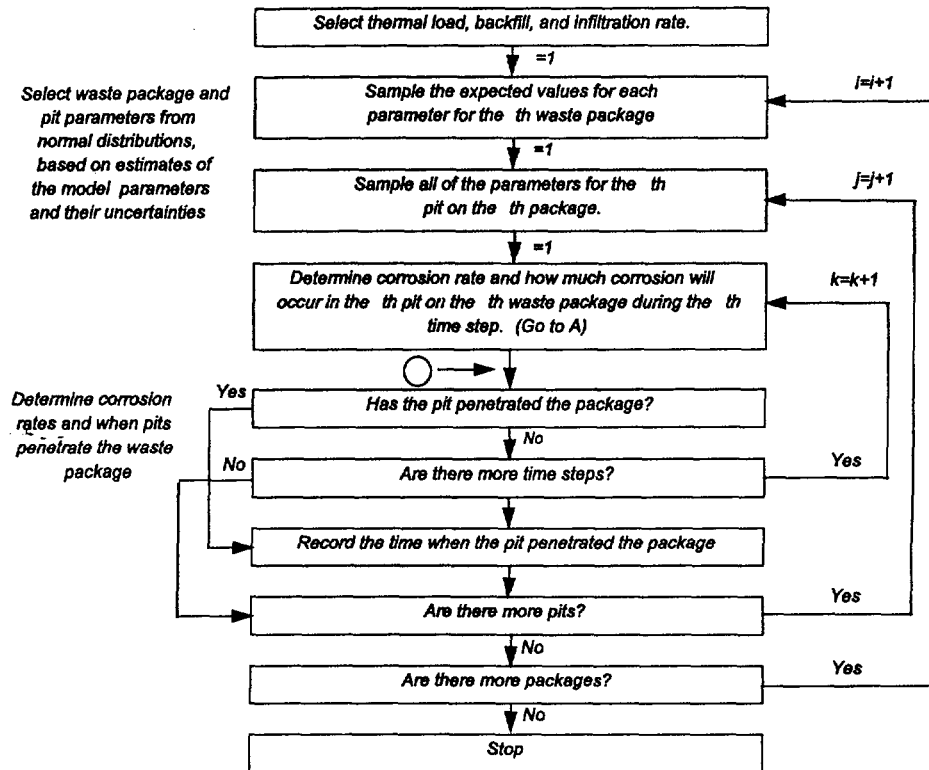 Select thermal load, backfill, and infiltration rate.
=1
Select waste package and
pit parameters from
normal distributions,
based on estimates of
the model parameters
and their uncertainties
Sample the expected values for each
parameter for the th waste package
i=i+1
=1
Sample all of the parameters for the th
pit on the th package.
j=j+1
=1
Determine corrosion rate and how much corrosion will
occur in the th pit on the th waste package during the th
time step. (Go to A)
k=k+1
Determine corrosion
rates and when pits
penetrate the waste
package
Yes
Has the pit penetrated the package?
No
No
Are there more time steps?
Yes
Record the time when the pit penetrated the package
Are there more pits?
Yes
No
Are there more packages?
Yes
No
Stop